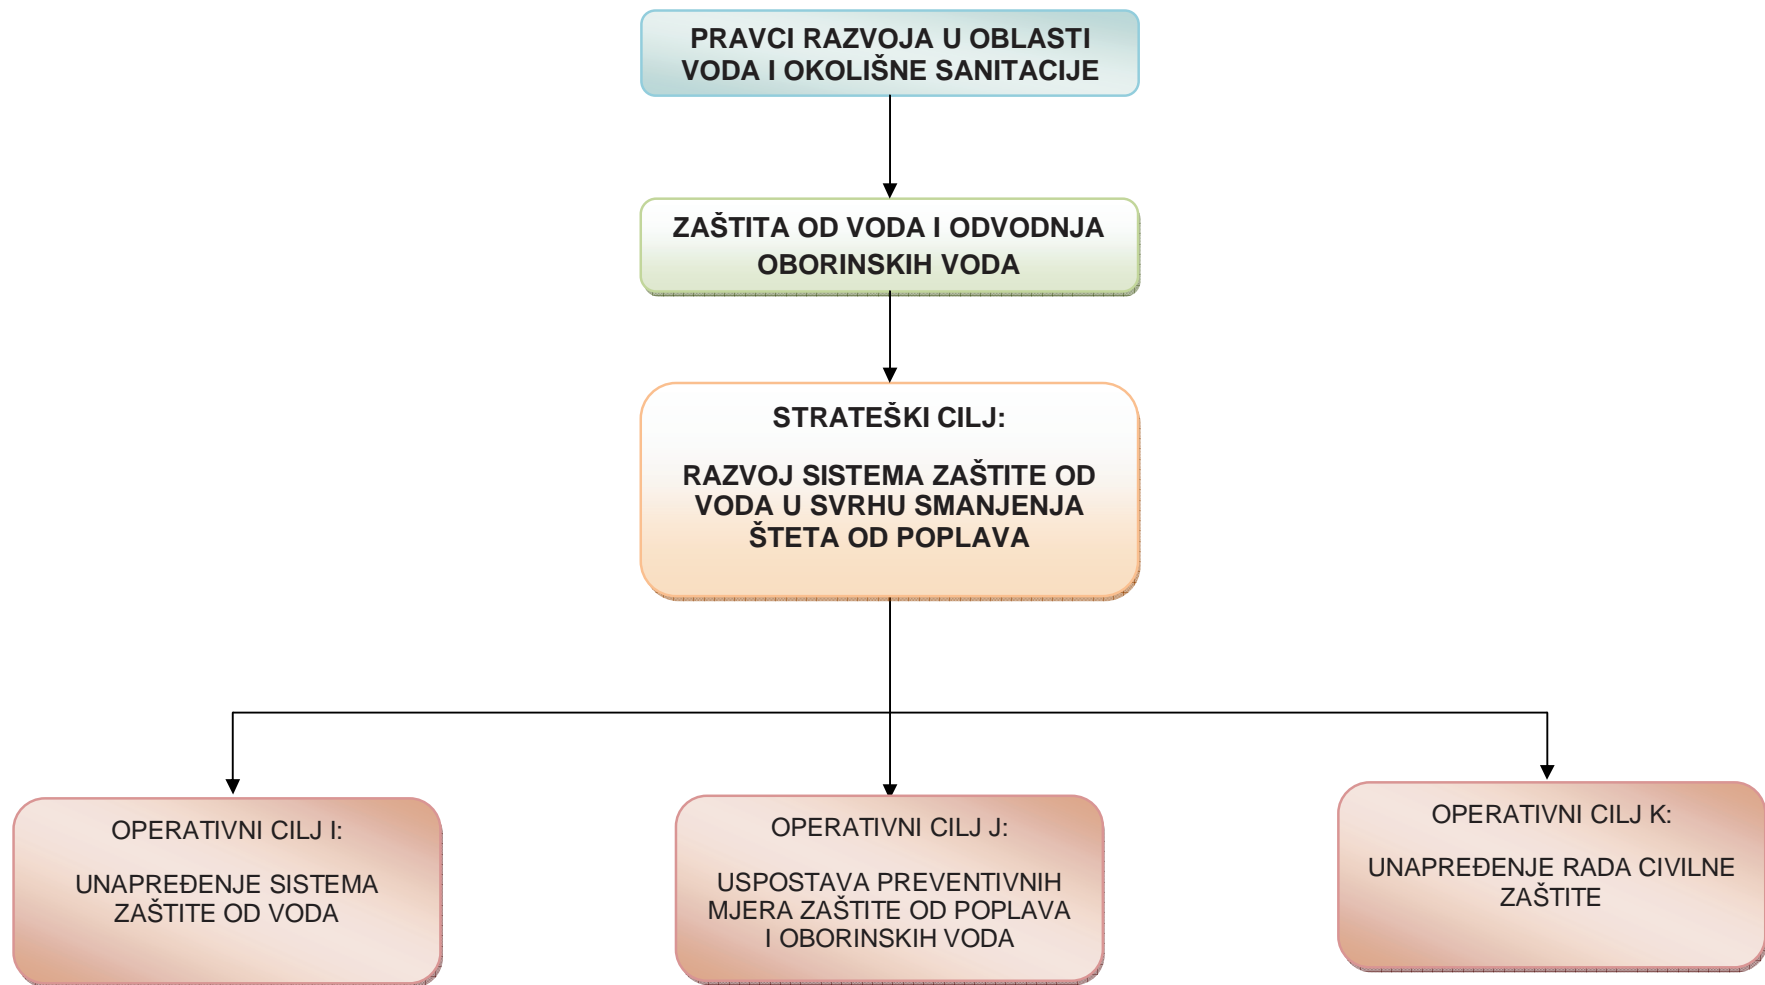 PRAVCI RAZVOJA U OBLASTI
VODA I OKOLIŠNE SANITACIJE
ZAŠTITA OD VODA I ODVODNJA
OBORINSKIH VODA
STRATEŠKI CILJ:
RAZVOJ SISTEMA ZAŠTITE OD
VODA U SVRHU SMANJENJA
ŠTETA OD POPLAVA
OPERATIVNI CILJ I:
UNAPREĐENJE SISTEMA
ZAŠTITE OD VODA
OPERATIVNI CILJ J:
USPOSTAVA PREVENTIVNIH
MJERA ZAŠTITE OD POPLAVA
I OBORINSKIH VODA
OPERATIVNI CILJ K:
UNAPREĐENJE RADA CIVILNE
ZAŠTITE